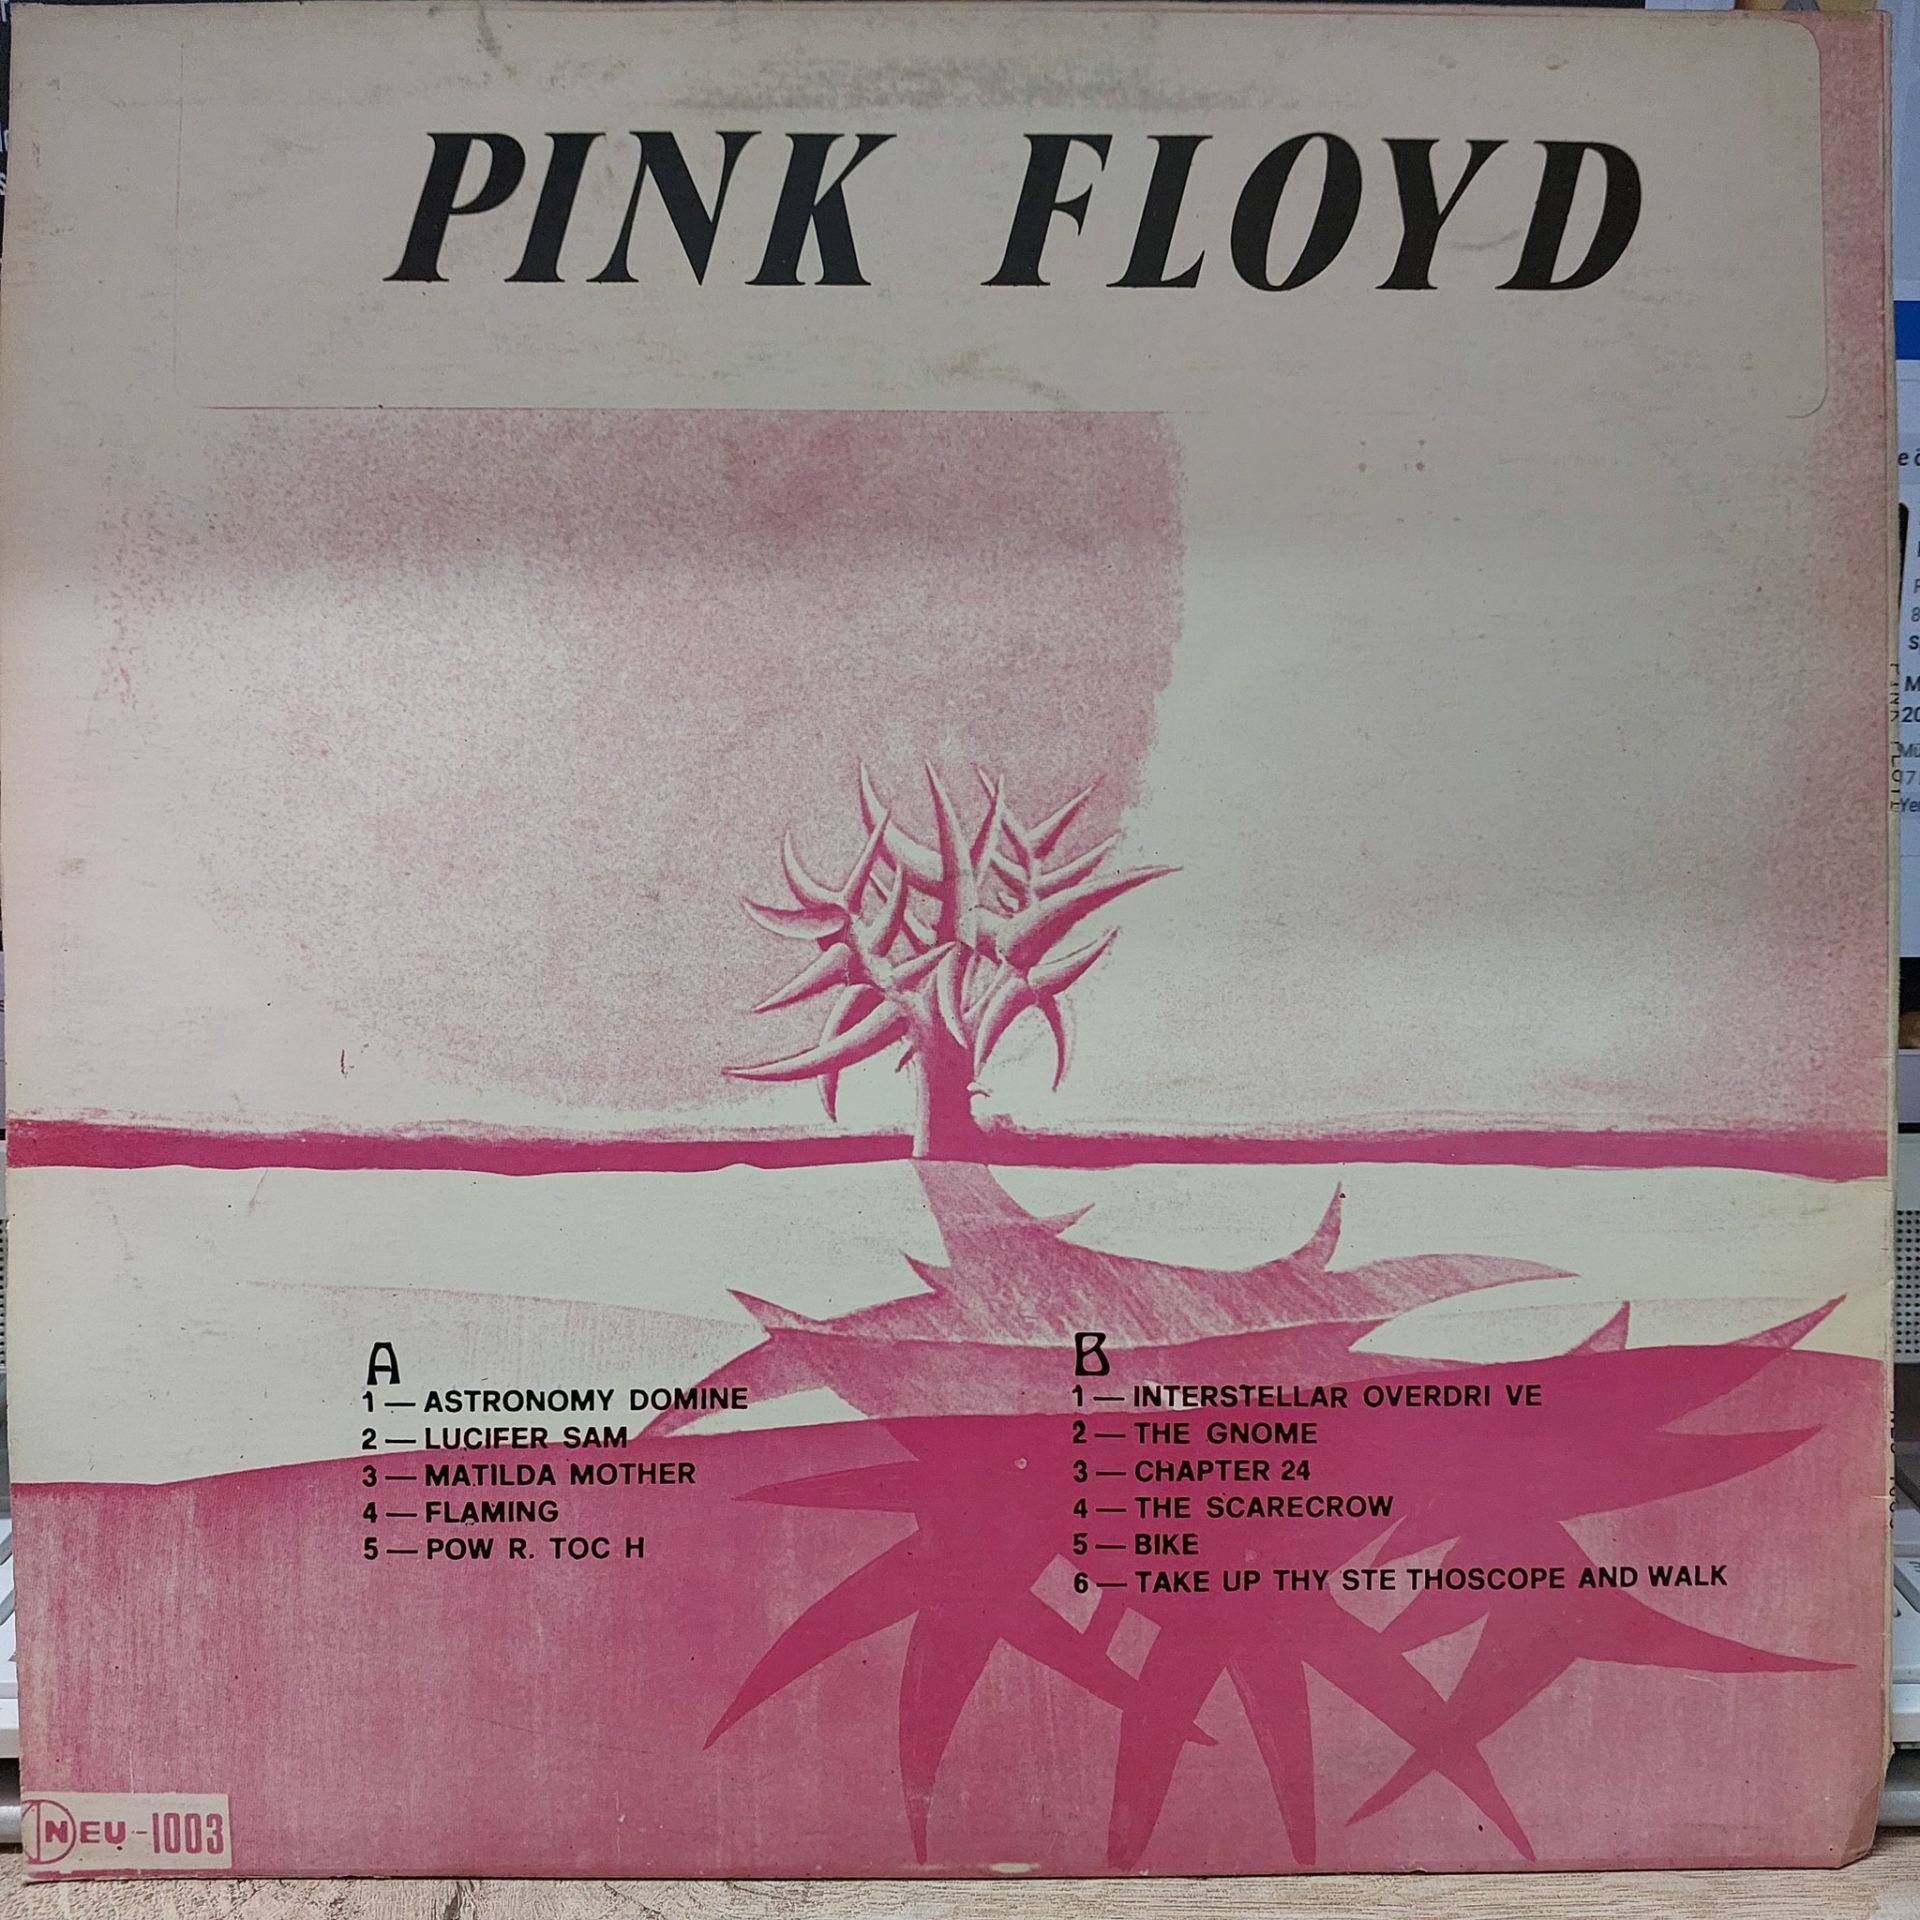 PINK FLOYD
A
1 — ASTRONOMY DOMINE
2 — LUCIFER SAM
3 — MATILDA MOTHER
4 — FLAMING
5 — POW R. TOC H
B
1 — INTERSTELLAR OVERDRI VE
2 — THE GNOME
3 — CHAPTER 24
4 — THE SCARECROW
5 — BIKE
6 — TAKE UP THY STE THOSCOPE AND WALK
NEU-1003